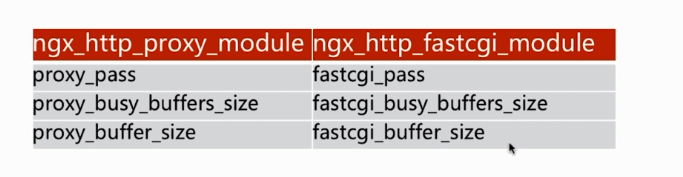 ngx_http_proxy_module ngx_http_fastcgi_module
proxy_pass fastcgi_pass
proxy_busy_buffers_size fastcgi_busy_buffers_size
proxy_buffer_size fastcgi_buffer_size